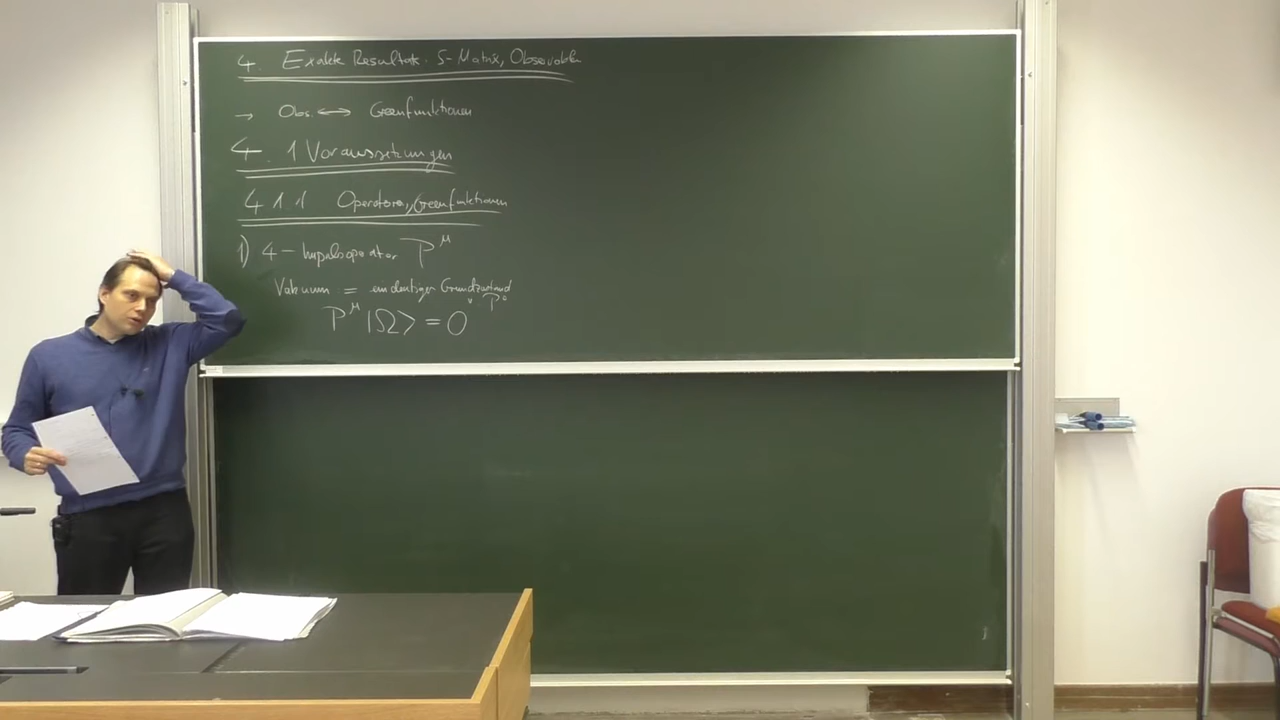 4. Exakte Resultate. S-Matrix, Observablen
→ Obs. ⟷ Greenfunktionen
4. 1 Voraussetzungen
4 1 1 Operatoren, Greenfunktionen
1) 4-Impulsoperator P^μ
Vakuum = eindeutiger Grundzustand
v. P^0
P^μ |Ω> = 0